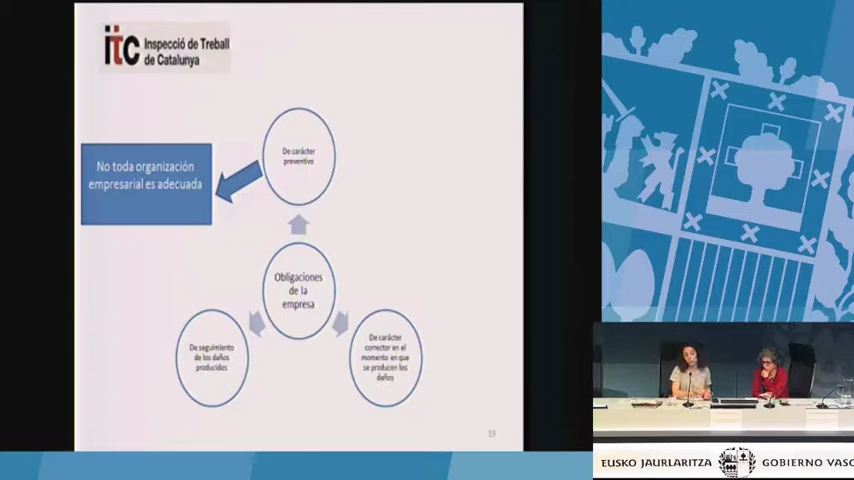 itc Inspecció de Treball
de Catalunya
De carácter
preventivo
No toda organización
empresarial es adecuada
Obligaciones
de la
empresa
De seguimiento
de los daños
producidos
De carácter
corrector en el
momento en que
se producen los
daños
19
EUSKO JAURLARITZA GOBIERNO VASCO